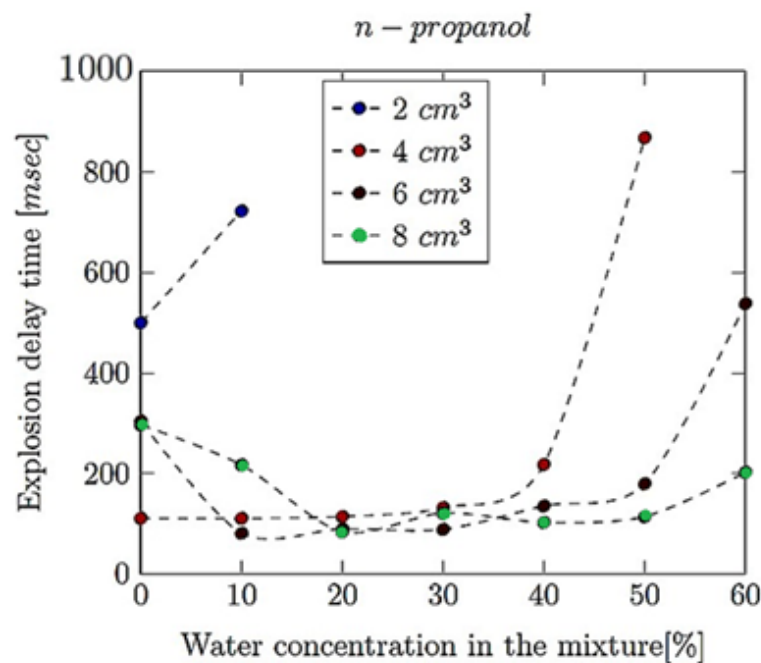 n − propanol
1000
800
600
400
200
0
Explosion delay time [msec]
2 cm³
4 cm³
6 cm³
8 cm³
0 10 20 30 40 50 60
Water concentration in the mixture[%]